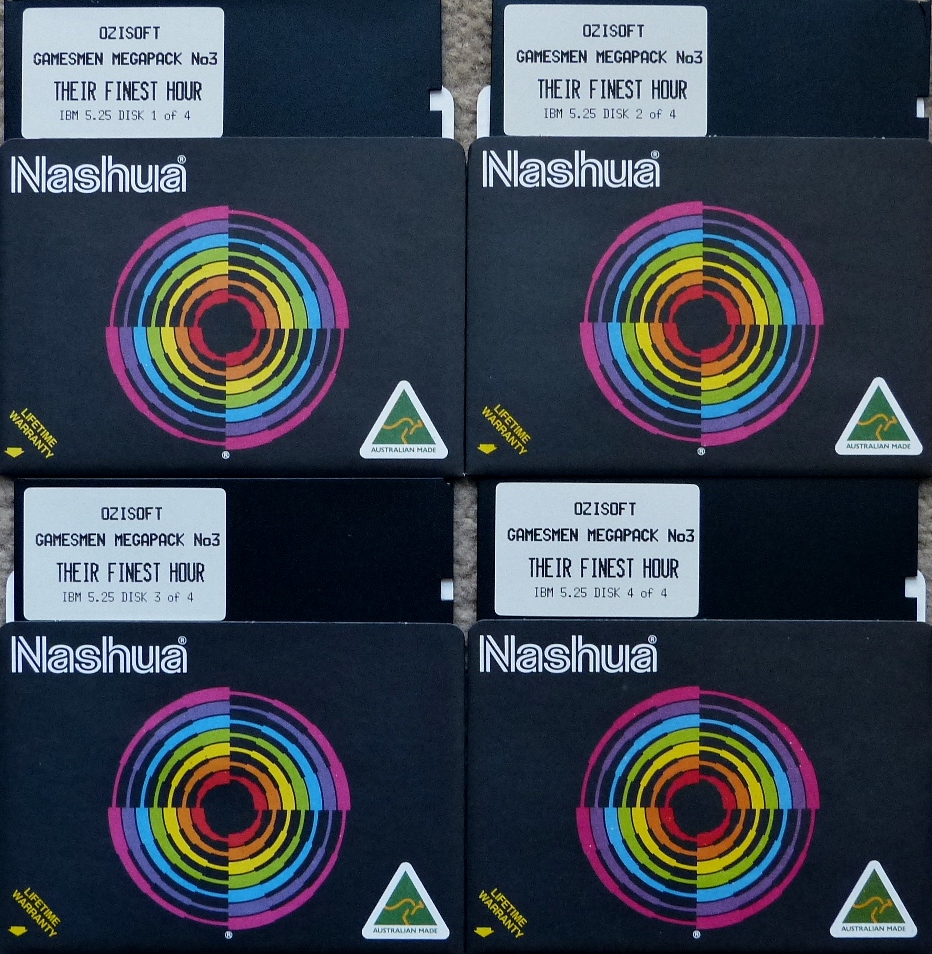 OZISOFT
GAMESMEN MEGAPACK No3
THEIR FINEST HOUR
IBM 5.25 DISK 1 of 4
Nashua®
LIFETIME
WARRANTY
®
AUSTRALIAN MADE
OZISOFT
GAMESMEN MEGAPACK No3
THEIR FINEST HOUR
IBM 5.25 DISK 2 of 4
Nashua®
LIFETIME
WARRANTY
®
AUSTRALIAN MADE
OZISOFT
GAMESMEN MEGAPACK No3
THEIR FINEST HOUR
IBM 5.25 DISK 3 of 4
Nashua®
LIFETIME
WARRANTY
®
AUSTRALIAN MADE
OZISOFT
GAMESMEN MEGAPACK No3
THEIR FINEST HOUR
IBM 5.25 DISK 4 of 4
Nashua®
LIFETIME
WARRANTY
®
AUSTRALIAN MADE